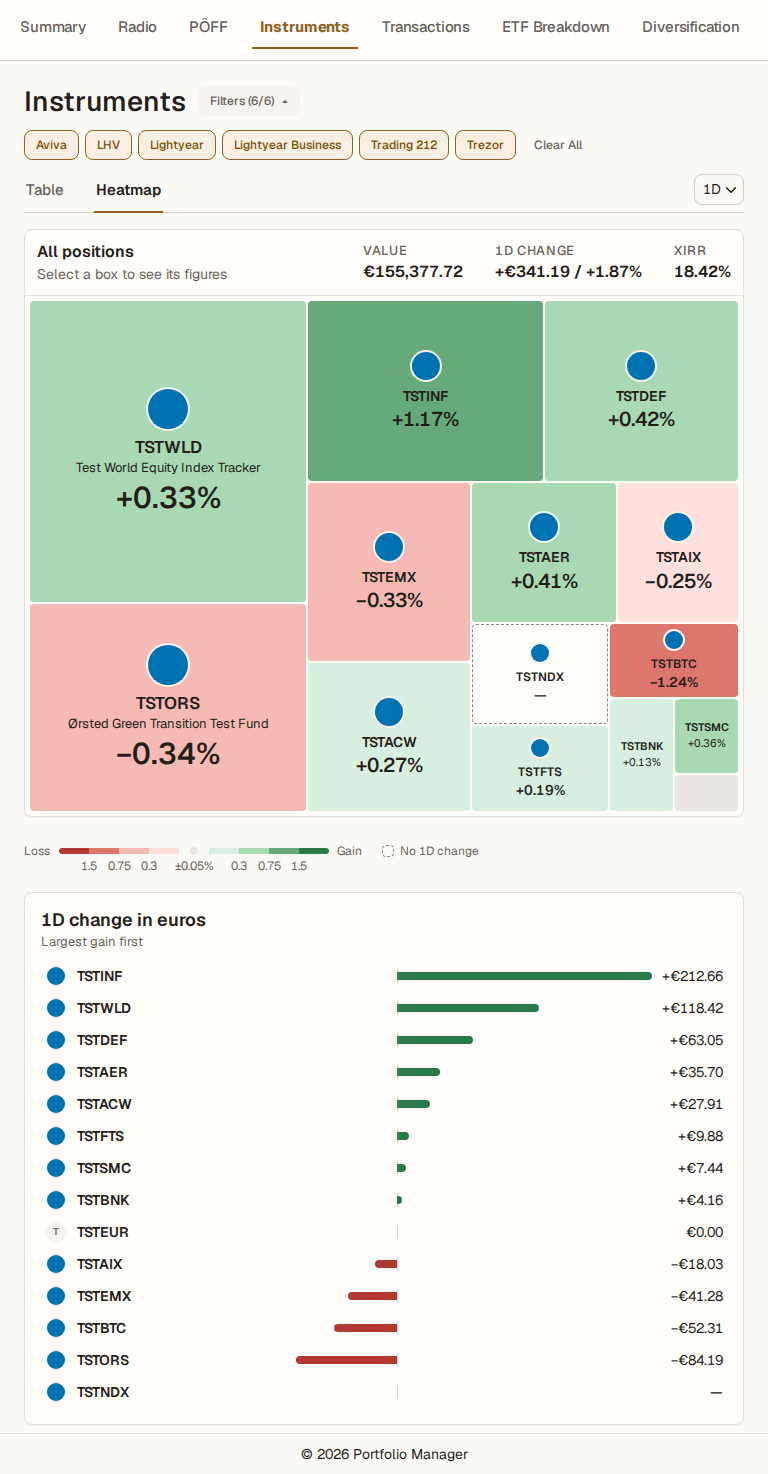 Summary Radio PÖFF Instruments Transactions ETF Breakdown Diversification
Instruments
Filters (6/6)
Aviva LHV Lightyear Lightyear Business Trading 212 Trezor Clear All
Table Heatmap 1D
All positions
Select a box to see its figures
VALUE 1D CHANGE XIRR
€155,377.72 +€341.19 / +1.87% 18.42%
TSTWLD
Test World Equity Index Tracker
+0.33%
TSTINF
+1.17%
TSTDEF
+0.42%
TSTEMX
−0.33%
TSTAER
+0.41%
TSTAIX
−0.25%
TSTORS
Ørsted Green Transition Test Fund
−0.34%
TSTACW
+0.27%
TSTNDX
—
TSTBTC
−1.24%
TSTFTS
+0.19%
TSTBNK
+0.13%
TSTSMC
+0.36%
Loss Gain No 1D change
1.5 0.75 0.3 ±0.05% 0.3 0.75 1.5
1D change in euros
Largest gain first
TSTINF +€212.66
TSTWLD +€118.42
TSTDEF +€63.05
TSTAER +€35.70
TSTACW +€27.91
TSTFTS +€9.88
TSTSMC +€7.44
TSTBNK +€4.16
T TSTEUR €0.00
TSTAIX −€18.03
TSTEMX −€41.28
TSTBTC −€52.31
TSTORS −€84.19
TSTNDX —
© 2026 Portfolio Manager